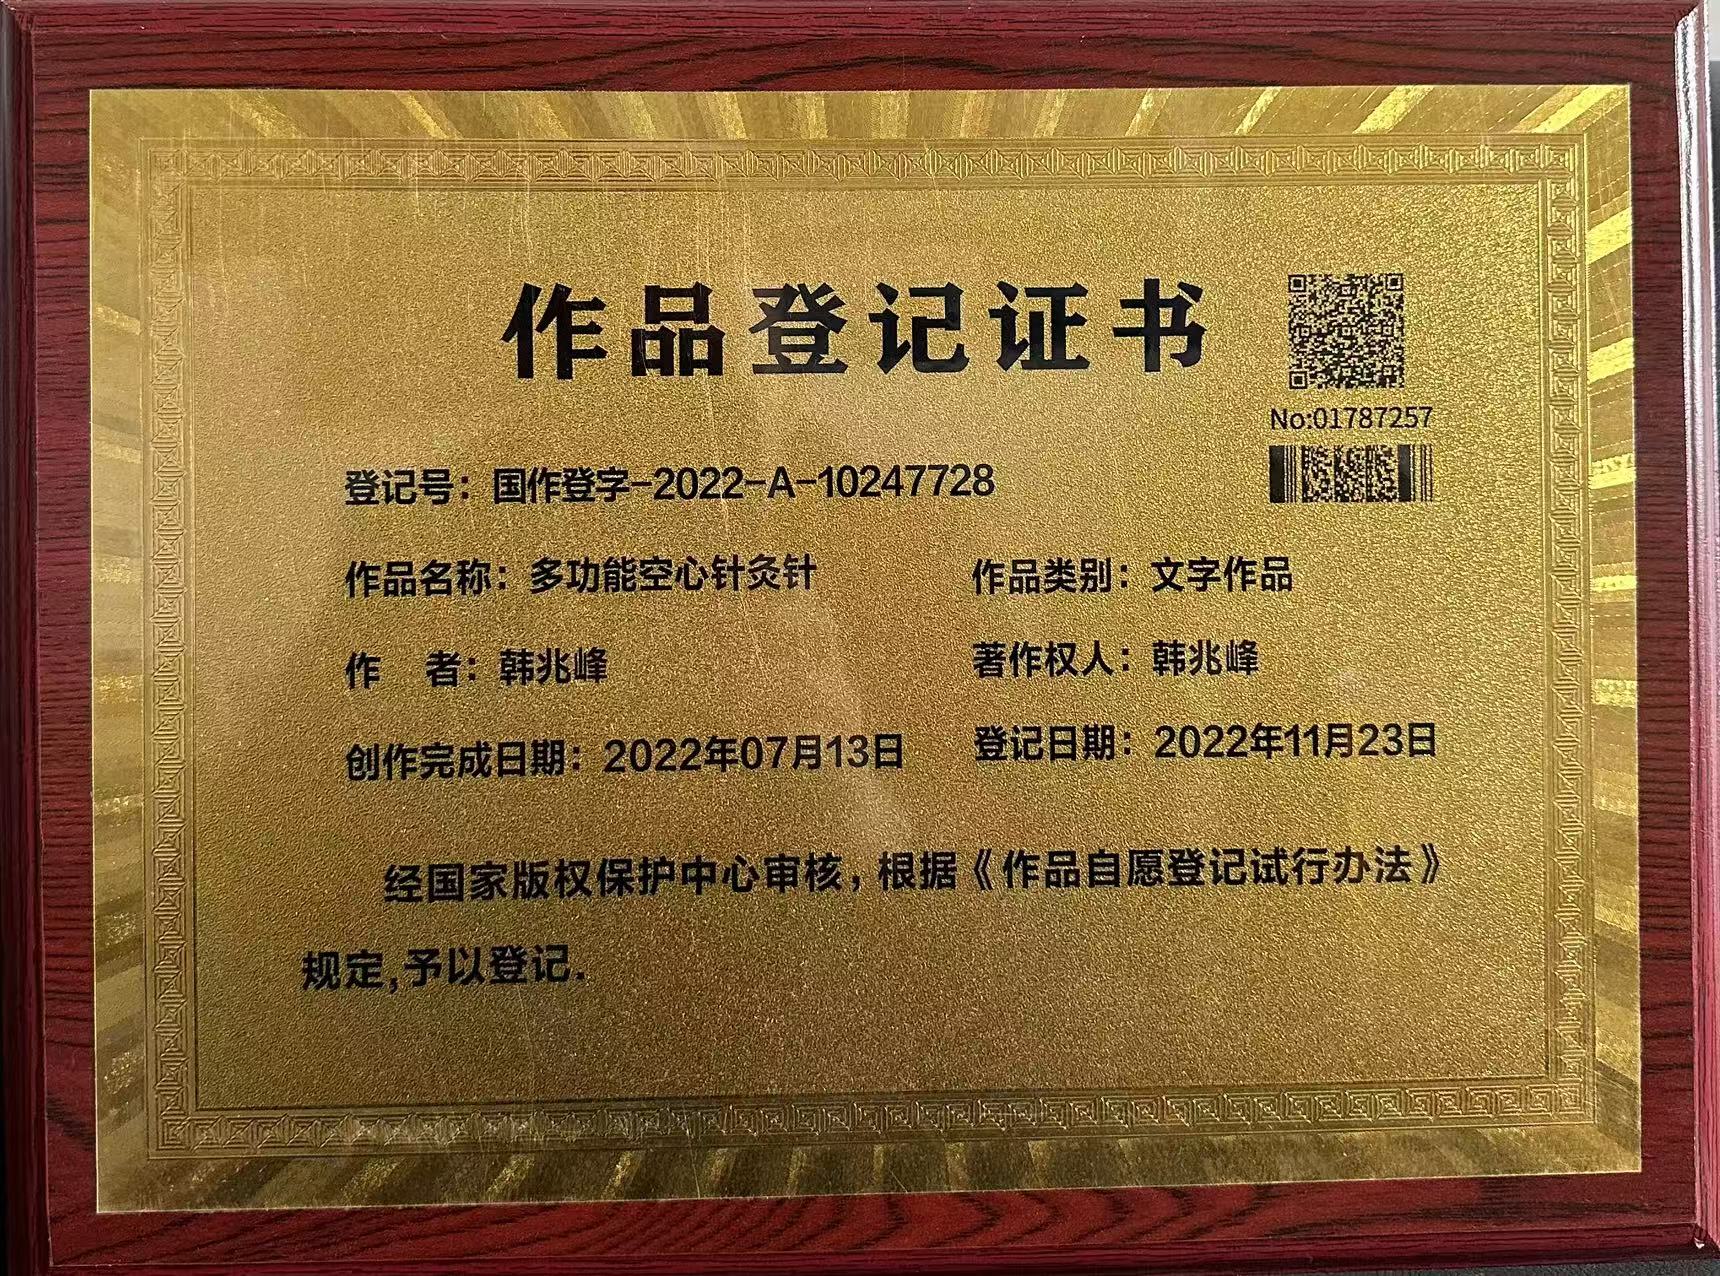 作品登记证书
No:01787257
登记号：国作登字-2022-A-10247728
作品名称：多功能空心针灸针 作品类别：文字作品
作 者：韩兆峰 著作权人：韩兆峰
创作完成日期：2022年07月13日 登记日期：2022年11月23日
经国家版权保护中心审核，根据《作品自愿登记试行办法》
规定,予以登记.